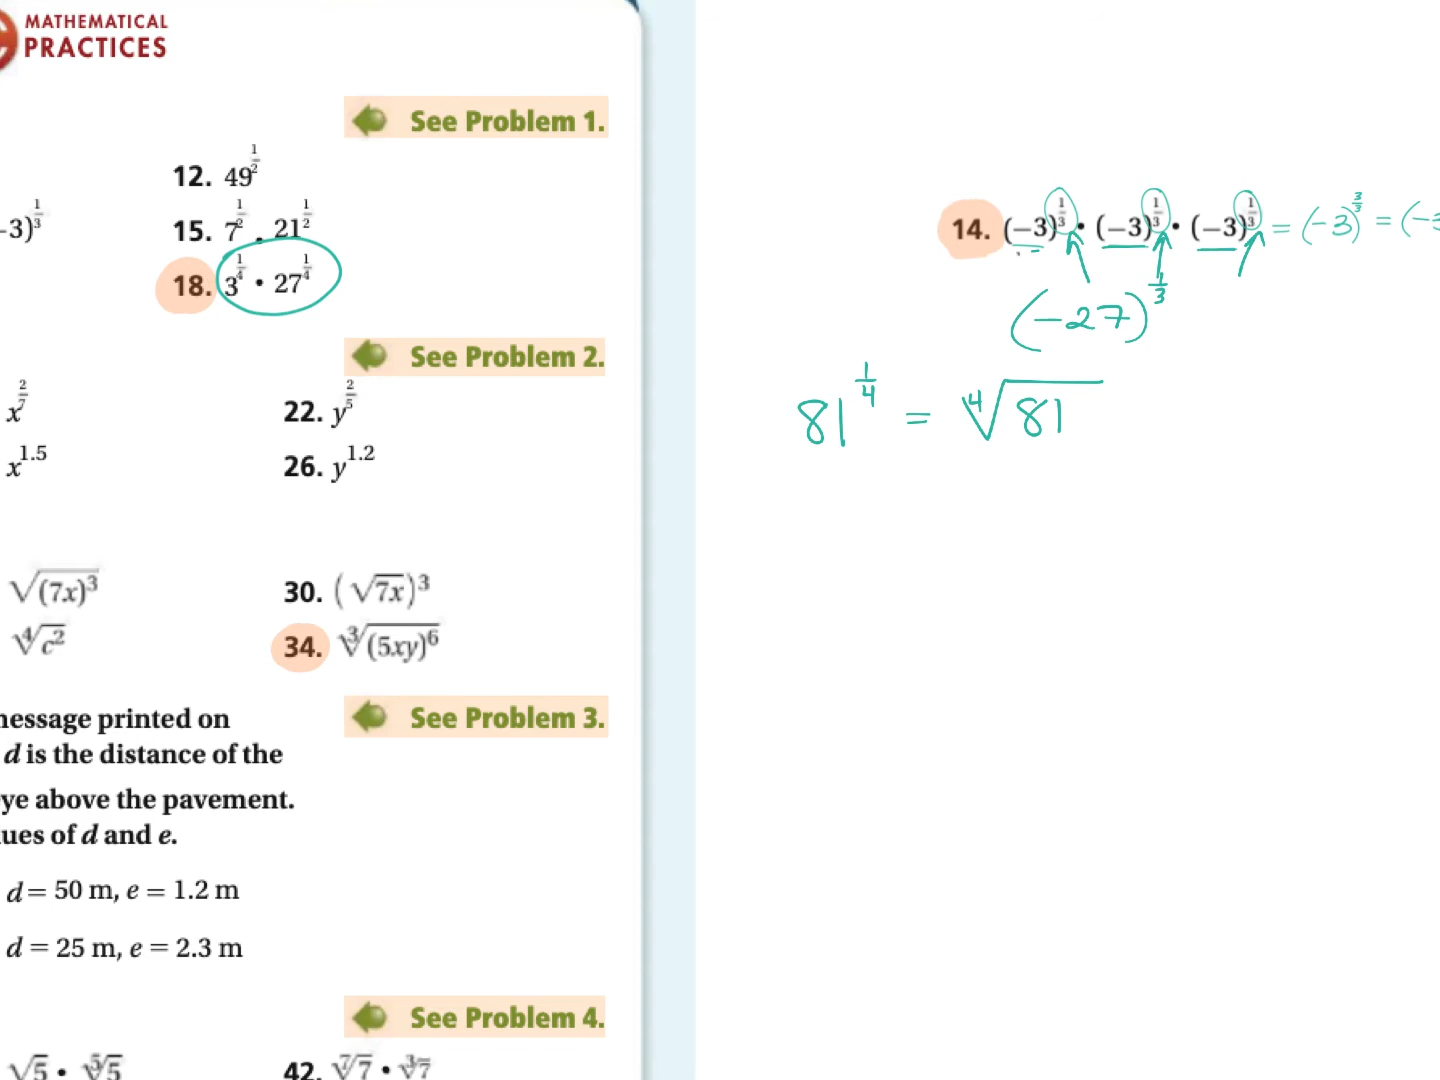 MATHEMATICAL
PRACTICES
See Problem 1.
12. 49^{1/2}
-3)^{1/3}
15. 7^{1/2} · 21^{1/2}
18. 3^{1/4} · 27^{1/4}
See Problem 2.
x^{2/7}
22. y^{2/5}
x^{1.5}
26. y^{1.2}
√(7x)³
30. (√7x)³
∜c²
34. ∛(5xy)⁶
message printed on
See Problem 3.
d is the distance of the
ye above the pavement.
ues of d and e.
d = 50 m, e = 1.2 m
d = 25 m, e = 2.3 m
See Problem 4.
√5 · ⁵√5
42. ⁷√7 · ³√7
14. (−3)^{1/3} · (−3)^{1/3} · (−3)^{1/3} = (−3)^{3/3} = (−3
(−27)^{1/3}
81^{1/4} = ∜81